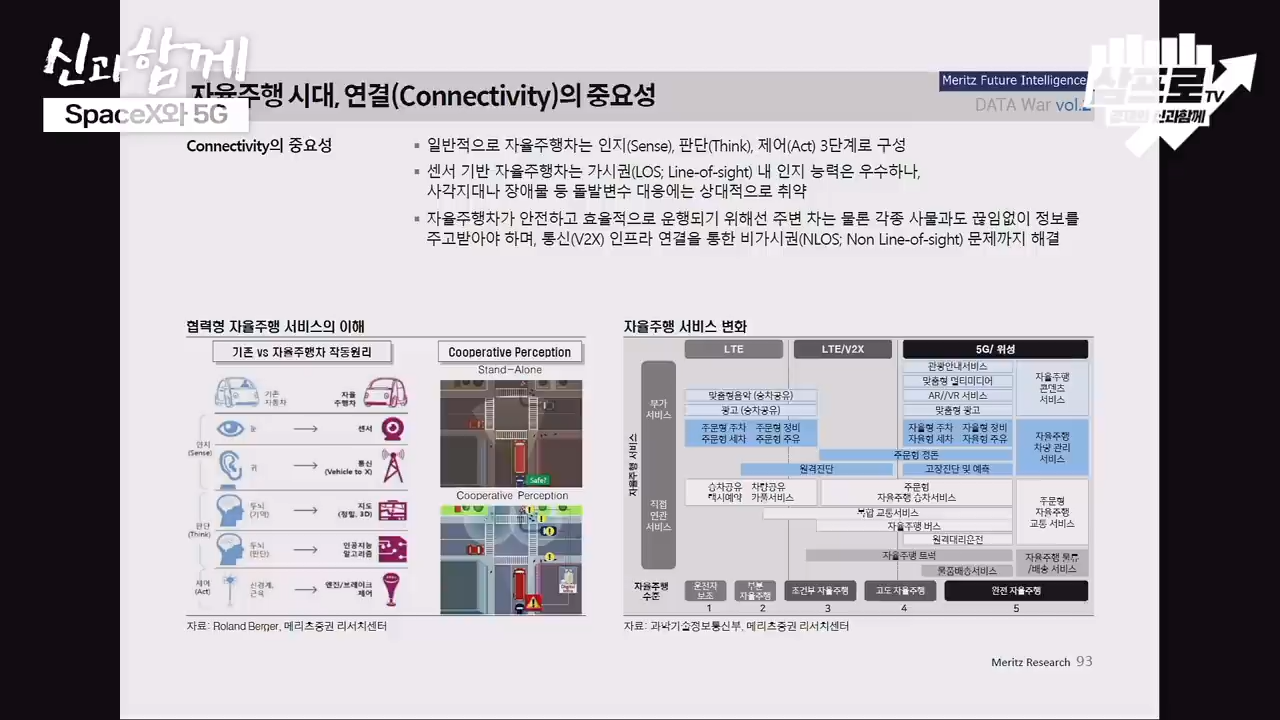 신과함께
SpaceX와 5G
삼프로TV
경제의 신과함께
Meritz Future Intelligence
자율주행 시대, 연결(Connectivity)의 중요성
DATA War vol.2
Connectivity의 중요성
▪ 일반적으로 자율주행차는 인지(Sense), 판단(Think), 제어(Act) 3단계로 구성
▪ 센서 기반 자율주행차는 가시권(LOS; Line-of-sight) 내 인지 능력은 우수하나,
사각지대나 장애물 등 돌발변수 대응에는 상대적으로 취약
▪ 자율주행차가 안전하고 효율적으로 운행되기 위해선 주변 차는 물론 각종 사물과도 끊임없이 정보를
주고받아야 하며, 통신(V2X) 인프라 연결을 통한 비가시권(NLOS; Non Line-of-sight) 문제까지 해결
협력형 자율주행 서비스의 이해
기존 vs 자율주행차 작동원리
기존
자동차
자율
주행차
인지
(Sense)
눈
센서
귀
통신
(Vehicle to X)
판단
(Think)
두뇌
(기억)
지도
(정밀, 3D)
두뇌
(판단)
인공지능
알고리즘
제어
(Act)
신경계,
근육
엔진/브레이크
제어
Cooperative Perception
Stand-Alone
Safe?
Cooperative Perception
자료: Roland Berger, 메리츠증권 리서치센터
자율주행 서비스 변화
LTE
LTE/V2X
5G/ 위성
자율주행 서비스
부가
서비스
직접
연관
서비스
관광안내서비스
맞춤형 멀티미디어
AR//VR 서비스
맞춤형 광고
자율주행
콘텐츠
서비스
맞춤형음악 (승차공유)
광고 (승차공유)
주문형 주차 주문형 정비
주문형 세차 주문형 주유
자율형 주차 자율형 정비
자율형 세차 자율형 주유
자율주행
차량 관리
서비스
주문형 정돈
원격진단
고장진단 및 예측
승차공유 차량공유
택시예약 카풀서비스
주문형
자율주행 승차서비스
주문형
자율주행
교통 서비스
복합 교통서비스
자율주행 버스
원격대리운전
자율주행 트럭
물품배송서비스
자율주행 물류
/배송 서비스
자율주행
수준
운전자
보조
부분
자율주행
조건부 자율주행
고도 자율주행
완전 자율주행
1
2
3
4
5
자료: 과학기술정보통신부, 메리츠증권 리서치센터
Meritz Research 93